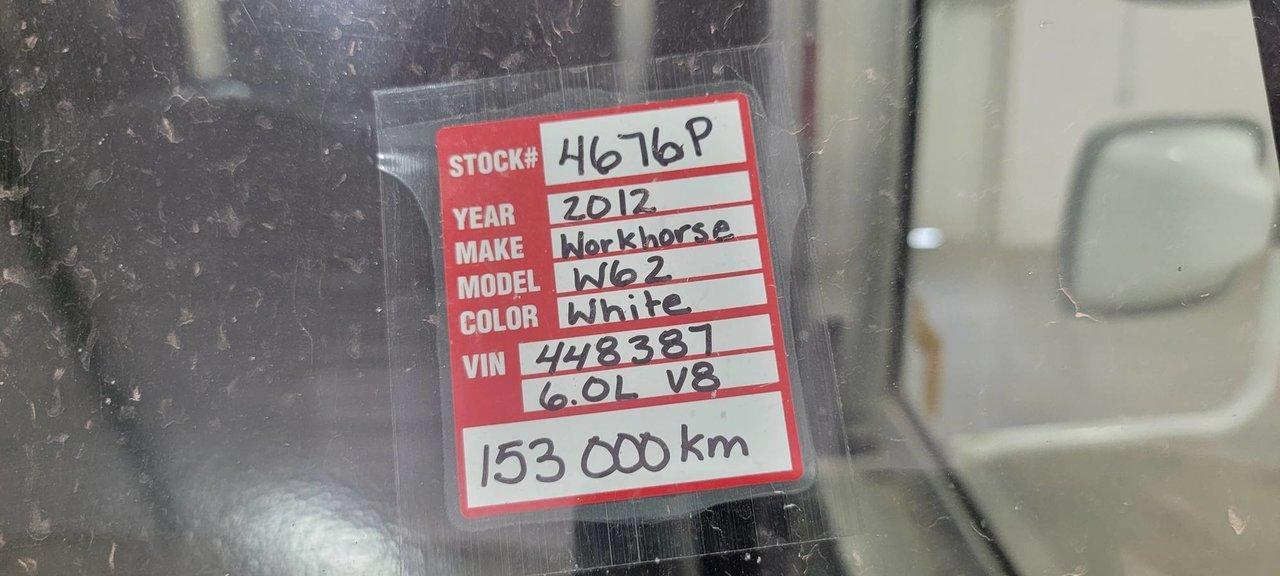 STOCK# 4676P
YEAR 2012
MAKE Workhorse
MODEL W62
COLOR White
VIN 448387
6.0L V8
153 000 km